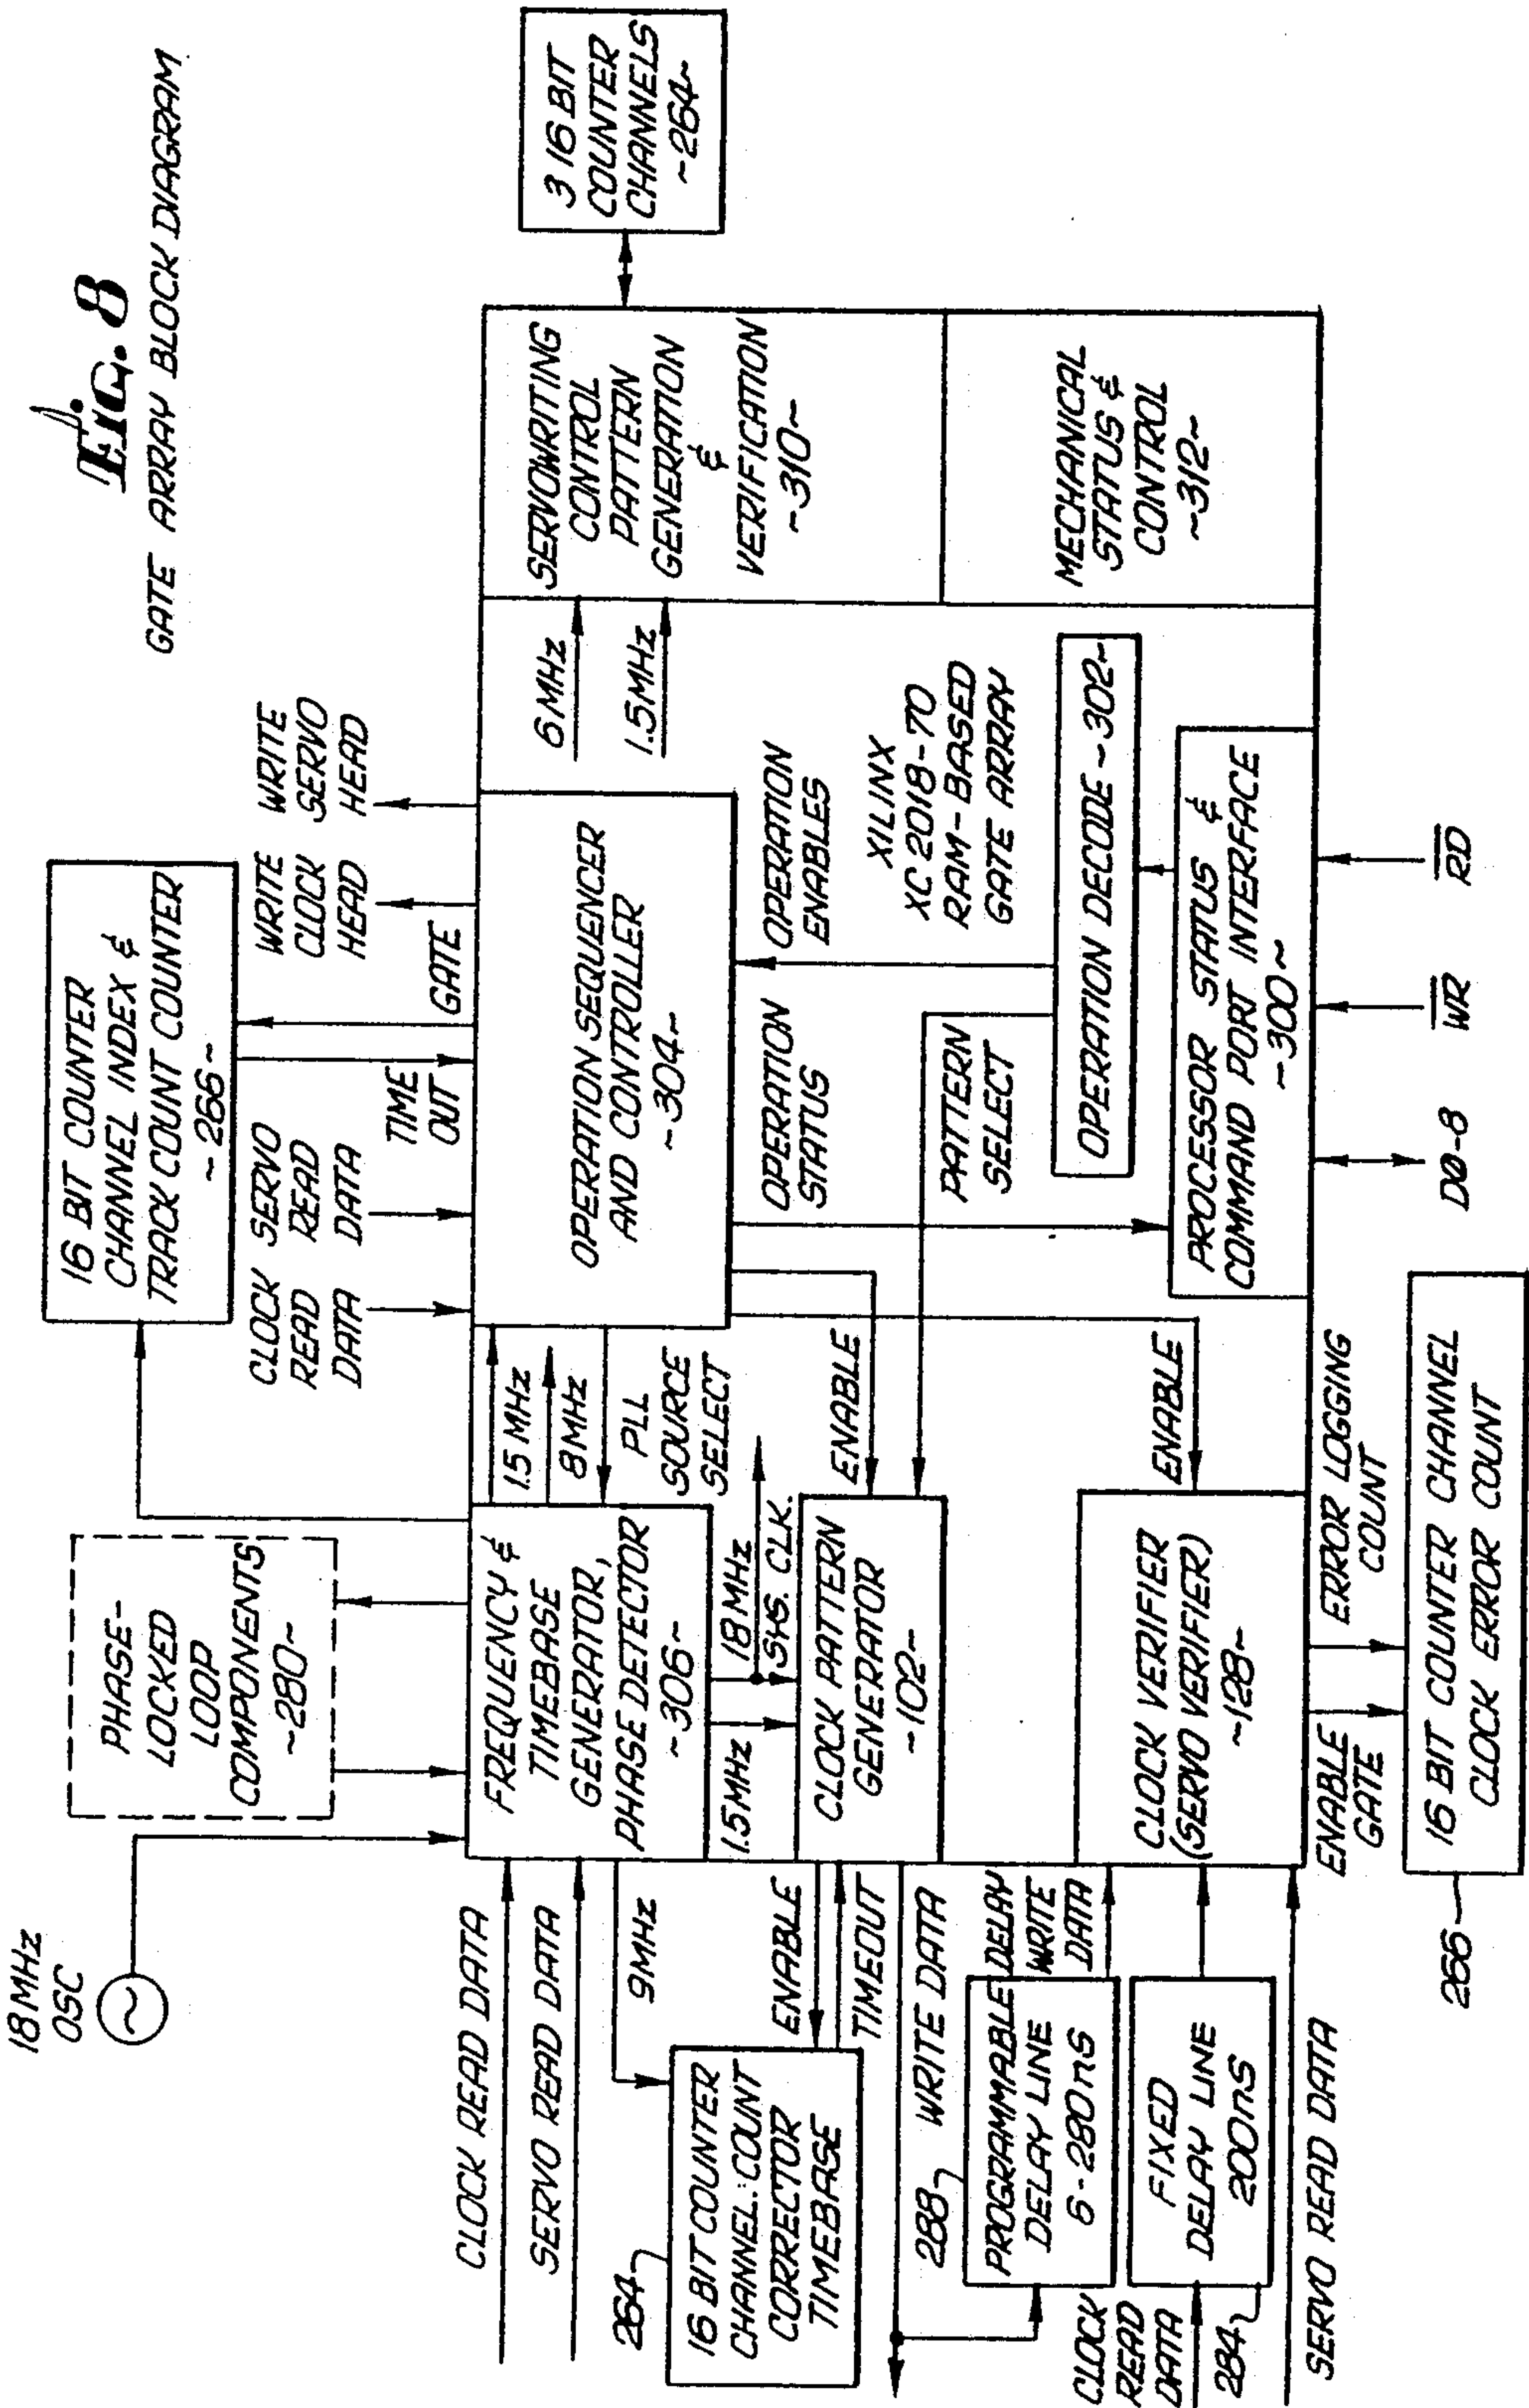 Fig. 8
GATE ARRAY BLOCK DIAGRAM
18 MHz
OSC
PHASE-
LOCKED
LOOP
COMPONENTS
~280~
16 BIT COUNTER
CHANNEL INDEX &
TRACK COUNT COUNTER
~266~
CLOCK
READ
DATA
SERVO
READ
DATA
TIME
OUT
GATE
WRITE
CLOCK
HEAD
WRITE
SERVO
HEAD
CLOCK READ DATA
SERVO READ DATA
FREQUENCY &
TIMEBASE
GENERATOR,
PHASE DETECTOR
~306~
1.5 MHz
8 MHz
PLL
SOURCE
SELECT
OPERATION SEQUENCER
AND CONTROLLER
~304~
6 MHz
1.5 MHz
SERVOWRITING
CONTROL
PATTERN
GENERATION
&
VERIFICATION
~310~
3 16 BIT
COUNTER
CHANNELS
~264~
9MHz
264
16 BIT COUNTER
CHANNEL: COUNT
CORRECTOR
TIMEBASE
ENABLE
TIMEOUT
1.5MHz
18 MHz
SYS. CLK.
CLOCK PATTERN
GENERATOR
~102~
ENABLE
OPERATION
STATUS
OPERATION
ENABLES
PATTERN
SELECT
XILINX
XC 2018-70
RAM-BASED
GATE ARRAY
OPERATION DECODE ~302~
MECHANICAL
STATUS &
CONTROL
~312~
WRITE DATA
288
PROGRAMMABLE
DELAY LINE
6-280nS
DELAY
WRITE
DATA
CLOCK
READ
DATA
FIXED
DELAY LINE
200nS
284
SERVO READ DATA
CLOCK VERIFIER
(SERVO VERIFIER)
~128~
ENABLE
PROCESSOR STATUS &
COMMAND PORT INTERFACE
~300~
ENABLE
GATE
ERROR LOGGING
COUNT
DØ-8
WR
RD
266
16 BIT COUNTER CHANNEL
CLOCK ERROR COUNT